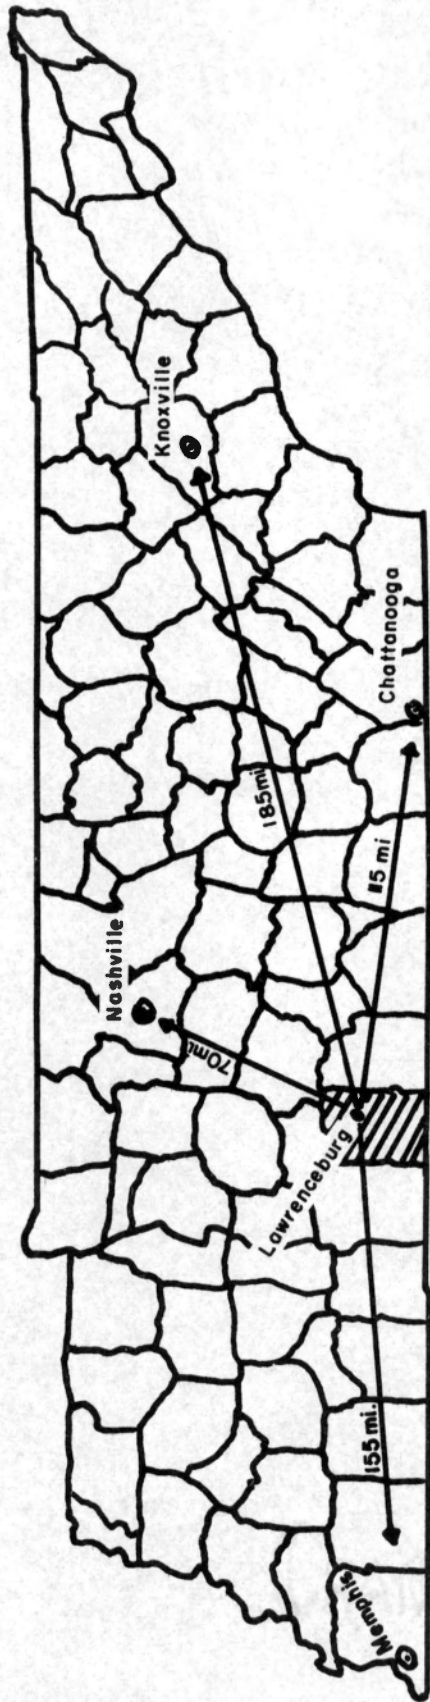 Knoxville
Nashville
Chattanooga
185mi
115 mi
70mi.
Lawrenceburg
155 mi.
Memphis